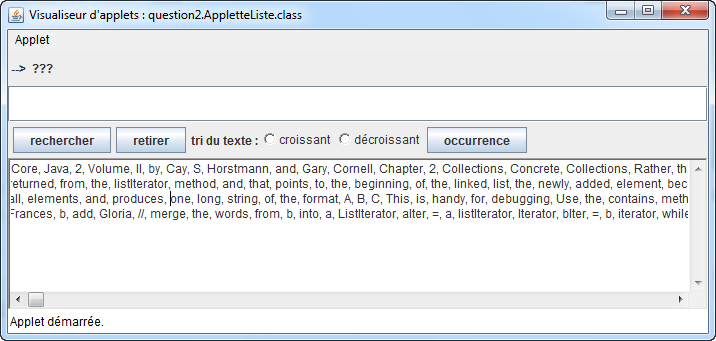 Visualiseur d'applets : question2.AppletteListe.class
Applet
--> ???
rechercher retirer tri du texte : croissant décroissant occurrence
Core, Java, 2, Volume, II, by, Cay, S, Horstmann, and, Gary, Cornell, Chapter, 2, Collections, Concrete, Collections, Rather, th
returned, from, the, listIterator, method, and, that, points, to, the, beginning, of, the, linked, list, the, newly, added, element, bec
all, elements, and, produces, one, long, string, of, the, format, A, B, C, This, is, handy, for, debugging, Use, the, contains, meth
Frances, b, add, Gloria, //, merge, the, words, from, b, into, a, ListIterator, aIter, =, a, listIterator, Iterator, bIter, =, b, iterator, while
Applet démarrée.